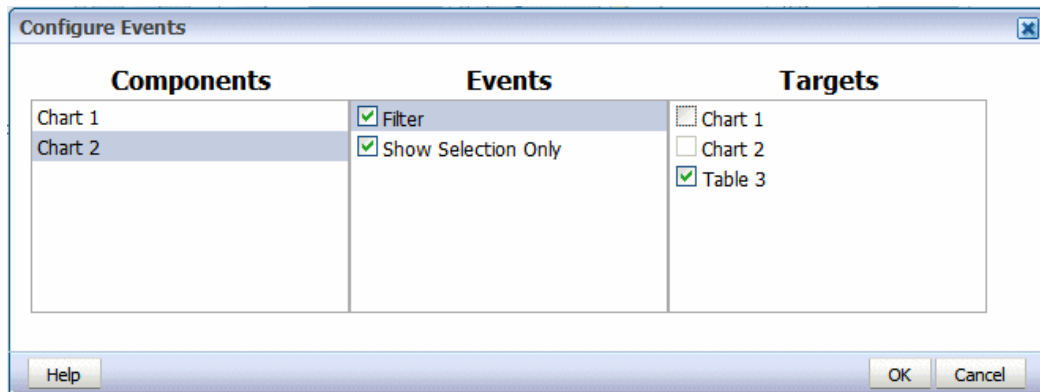 Configure Events
Components Events Targets
Chart 1
Chart 2
Filter
Show Selection Only
Chart 1
Chart 2
Table 3
Help OK Cancel